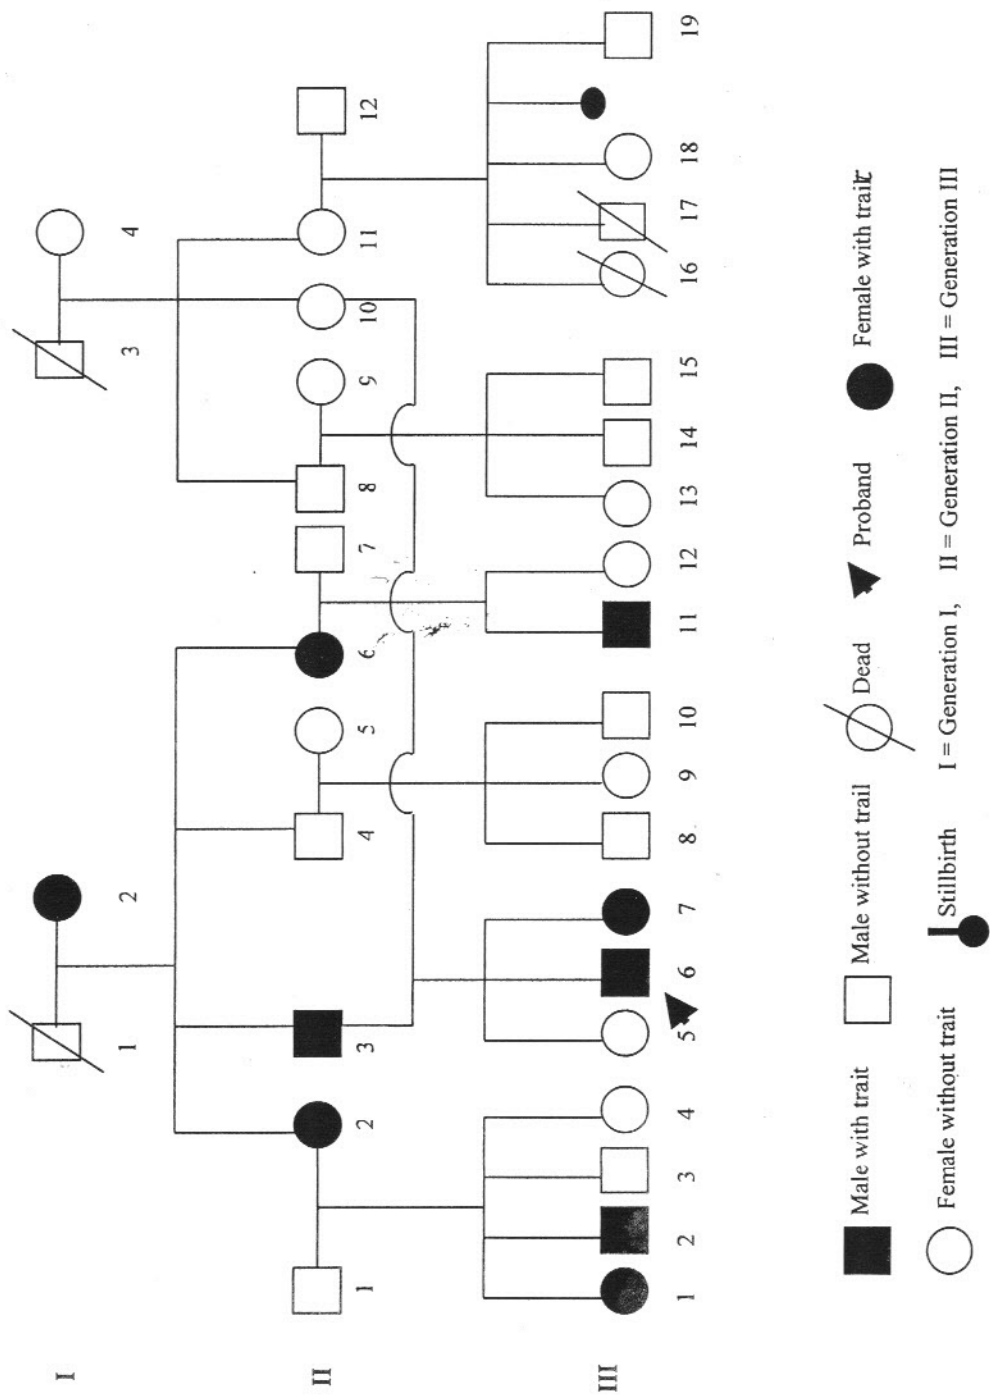 I
1 2 3 4
II
1 2 3 4 5 6 7 8 9 10 11 12
III
1 2 3 4 5 6 7 8 9 10 11 12 13 14 15 16 17 18 19
Male with trait Male without trail Dead Proband Female with trait
Female without trait Stillbirth I = Generation I, II = Generation II, III = Generation III